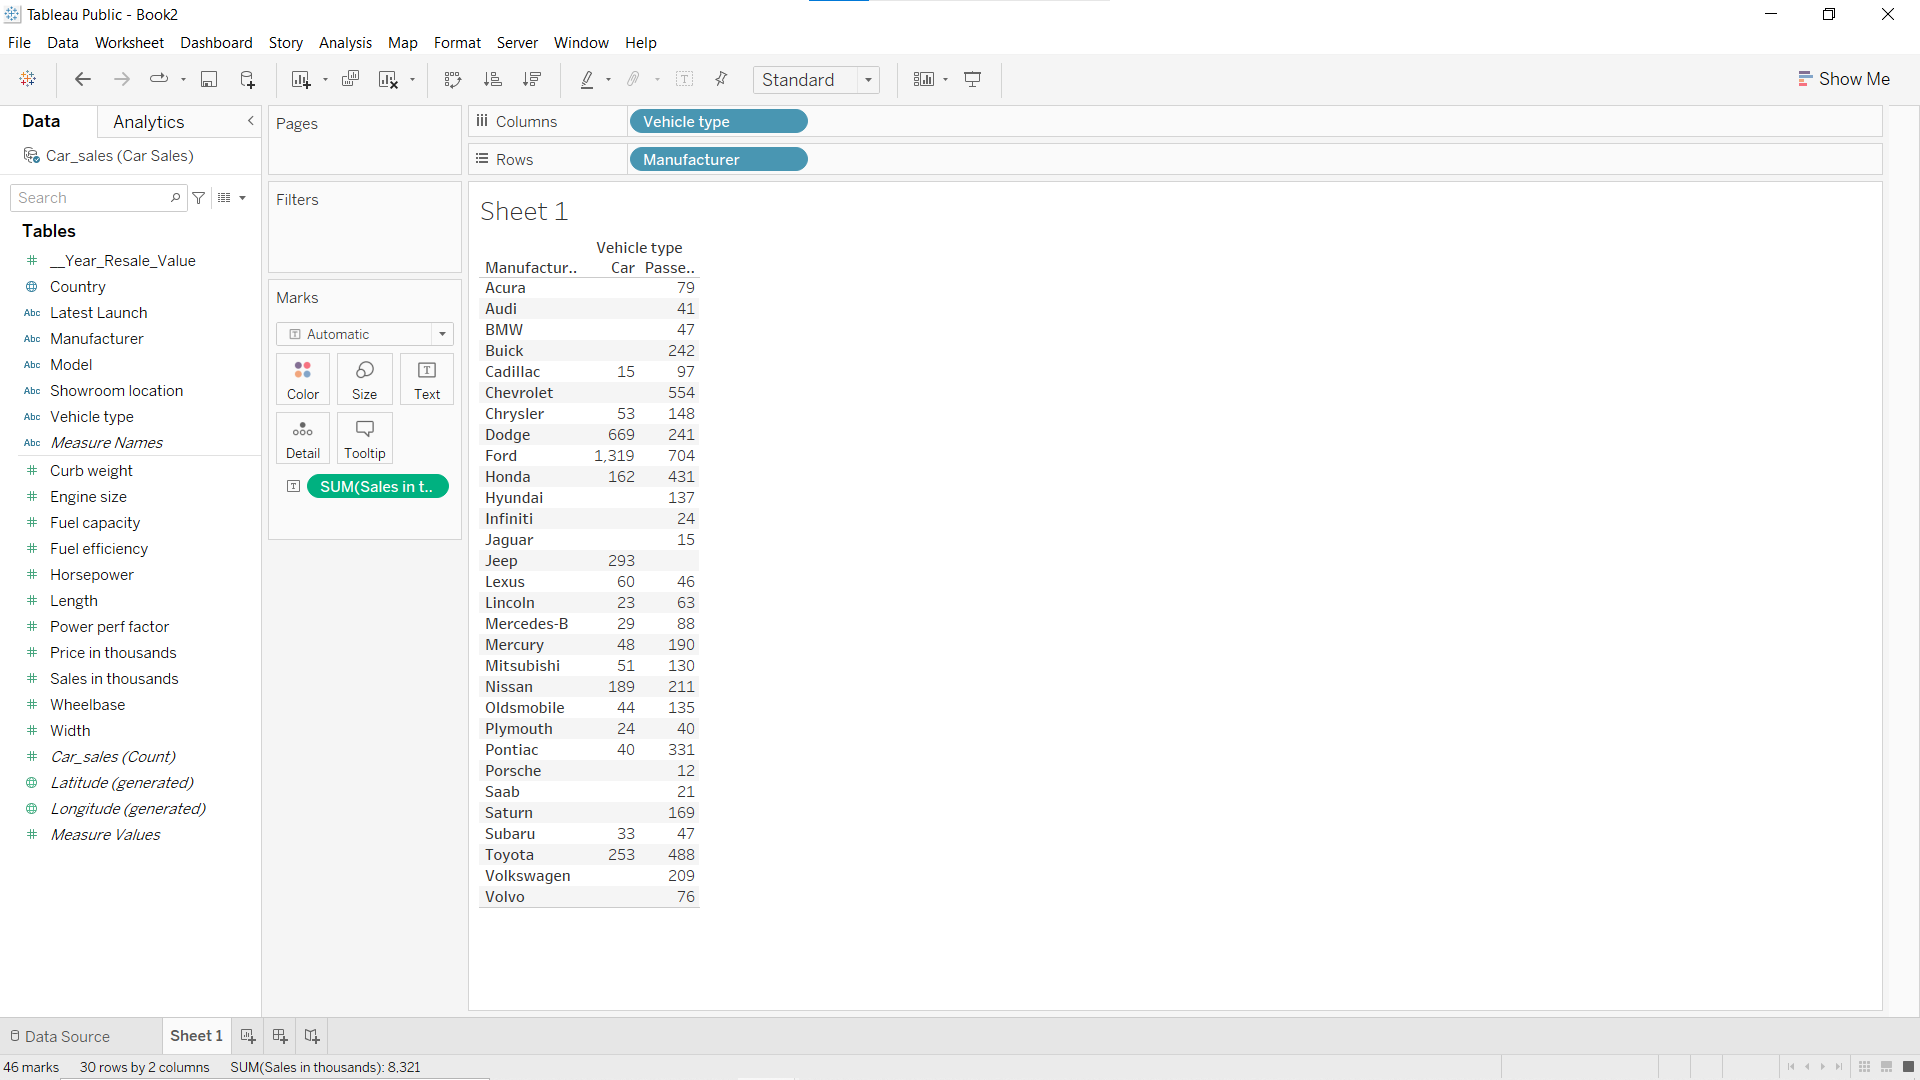 Tableau Public - Book2
File Data Worksheet Dashboard Story Analysis Map Format Server Window Help
Standard
Show Me
Data Analytics
Car_sales (Car Sales)
Search
Tables
# __Year_Resale_Value
Country
Abc Latest Launch
Abc Manufacturer
Abc Model
Abc Showroom location
Abc Vehicle type
Abc Measure Names
# Curb weight
# Engine size
# Fuel capacity
# Fuel efficiency
# Horsepower
# Length
# Power perf factor
# Price in thousands
# Sales in thousands
# Wheelbase
# Width
# Car_sales (Count)
Latitude (generated)
Longitude (generated)
# Measure Values
Pages
Filters
Marks
T Automatic
Color Size T Text
Detail Tooltip
T SUM(Sales in t..
Columns Vehicle type
Rows Manufacturer
Sheet 1
Vehicle type
Manufactur.. Car Passe..
Acura 79
Audi 41
BMW 47
Buick 242
Cadillac 15 97
Chevrolet 554
Chrysler 53 148
Dodge 669 241
Ford 1,319 704
Honda 162 431
Hyundai 137
Infiniti 24
Jaguar 15
Jeep 293
Lexus 60 46
Lincoln 23 63
Mercedes-B 29 88
Mercury 48 190
Mitsubishi 51 130
Nissan 189 211
Oldsmobile 44 135
Plymouth 24 40
Pontiac 40 331
Porsche 12
Saab 21
Saturn 169
Subaru 33 47
Toyota 253 488
Volkswagen 209
Volvo 76
Data Source Sheet 1
46 marks 30 rows by 2 columns SUM(Sales in thousands): 8,321